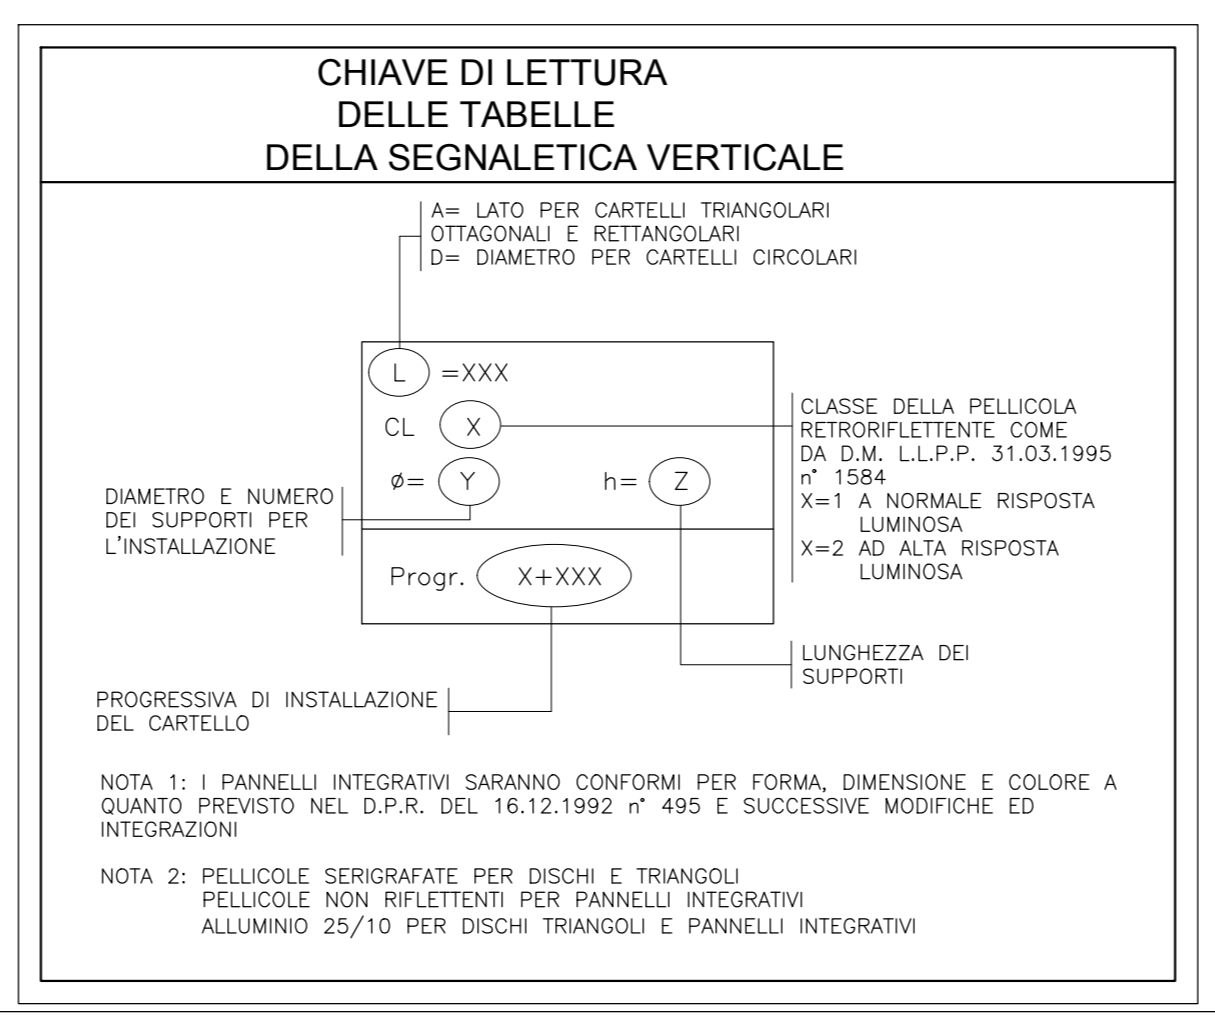 CHIAVE DI LETTURA
DELLE TABELLE
DELLA SEGNALETICA VERTICALE
A= LATO PER CARTELLI TRIANGOLARI
OTTAGONALI E RETTANGOLARI
D= DIAMETRO PER CARTELLI CIRCOLARI
L =XXX
CL X
ø= Y h= Z
Progr. X+XXX
CLASSE DELLA PELLICOLA
RETRORIFLETTENTE COME
DA D.M. L.L.P.P. 31.03.1995
n° 1584
X=1 A NORMALE RISPOSTA
LUMINOSA
X=2 AD ALTA RISPOSTA
LUMINOSA
DIAMETRO E NUMERO
DEI SUPPORTI PER
L'INSTALLAZIONE
LUNGHEZZA DEI
SUPPORTI
PROGRESSIVA DI INSTALLAZIONE
DEL CARTELLO
NOTA 1: I PANNELLI INTEGRATIVI SARANNO CONFORMI PER FORMA, DIMENSIONE E COLORE A
QUANTO PREVISTO NEL D.P.R. DEL 16.12.1992 n° 495 E SUCCESSIVE MODIFICHE ED
INTEGRAZIONI
NOTA 2: PELLICOLE SERIGRAFATE PER DISCHI E TRIANGOLI
PELLICOLE NON RIFLETTENTI PER PANNELLI INTEGRATIVI
ALLUMINIO 25/10 PER DISCHI TRIANGOLI E PANNELLI INTEGRATIVI